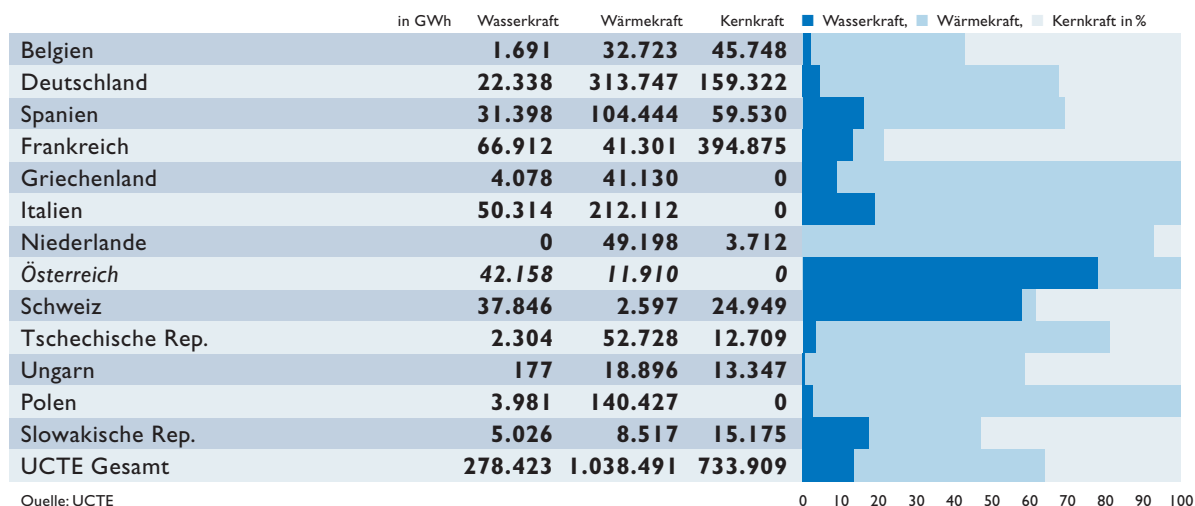 in GWh Wasserkraft Wärmekraft Kernkraft Wasserkraft, Wärmekraft, Kernkraft in %
Belgien 1.691 32.723 45.748
Deutschland 22.338 313.747 159.322
Spanien 31.398 104.444 59.530
Frankreich 66.912 41.301 394.875
Griechenland 4.078 41.130 0
Italien 50.314 212.112 0
Niederlande 0 49.198 3.712
Österreich 42.158 11.910 0
Schweiz 37.846 2.597 24.949
Tschechische Rep. 2.304 52.728 12.709
Ungarn 177 18.896 13.347
Polen 3.981 140.427 0
Slowakische Rep. 5.026 8.517 15.175
UCTE Gesamt 278.423 1.038.491 733.909
Quelle: UCTE 0 10 20 30 40 50 60 70 80 90 100